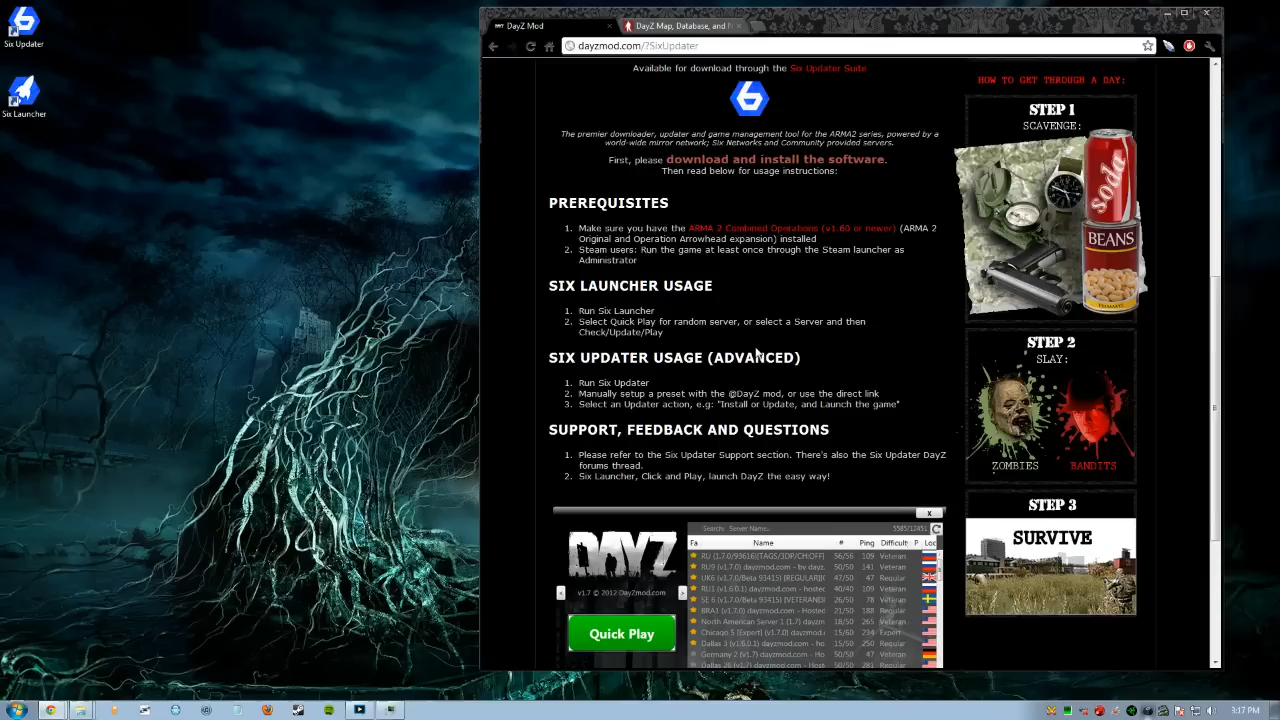 Six Updater
Six Launcher
DayZ Mod
DayZ Map, Database, and
dayzmod.com/?SixUpdater
Available for download through the Six Updater Suite
6
The premier downloader, updater and game management tool for the ARMA2 series, powered by a
world-wide mirror network; Six Networks and Community provided servers.
First, please download and install the software.
Then read below for usage instructions:
PREREQUISITES
1. Make sure you have the ARMA 2 Combined Operations (v1.60 or newer) (ARMA 2
Original and Operation Arrowhead expansion) installed
2. Steam users: Run the game at least once through the Steam launcher as
Administrator
SIX LAUNCHER USAGE
1. Run Six Launcher
2. Select Quick Play for random server, or select a Server and then
Check/Update/Play
SIX UPDATER USAGE (ADVANCED)
1. Run Six Updater
2. Manually setup a preset with the @DayZ mod, or use the direct link
3. Select an Updater action, e.g: "Install or Update, and Launch the game"
SUPPORT, FEEDBACK AND QUESTIONS
1. Please refer to the Six Updater Support section. There's also the Six Updater DayZ
forums thread.
2. Six Launcher, Click and Play, launch DayZ the easy way!
x
Search: Server Name.. 5585/12451
Fa Name # Ping Difficulty P Loc
RU (1.7.0/93616)[TAGS/3DP/CH:OFF] 56/56 109 Veteran
RU9 (v1.7.0) dayzmod.com - by dayz. 50/50 141 Veteran
UK6 (v1.7.0/Beta 93415) [REGULAR][ 47/47 47 Regular
RU1 (v1.6.0.1) dayzmod.com - hosted 40/40 109 Veteran
SE 6 (v1.7.0/Beta 93415) [VETERAN] 26/50 78 Veteran
BRA1 (v1.7.0) dayzmod.com - Hosted 21/50 188 Regular
North American Server 1 (1.7) dayzm 18/50 265 Veteran
Chicago 5 [Expert] (v1.7.0) dayzmod. 15/60 234 Expert
Dallas 3 (v1.6.0.1) dayzmod.com - ho 15/60 250 Regular
Germany 2 (v1.7) dayzmod.com - Hos 50/50 47 Veteran
Dallas 26 (v1.7) dayzmod.com - Host 50/50 281 Regular
DAYZ
v1.7 © 2012 DayZmod.com
Quick Play
HOW TO GET THROUGH A DAY:
STEP 1
SCAVENGE:
soda
BEANS
STEP 2
SLAY:
ZOMBIES BANDITS
STEP 3
SURVIVE
3:17 PM